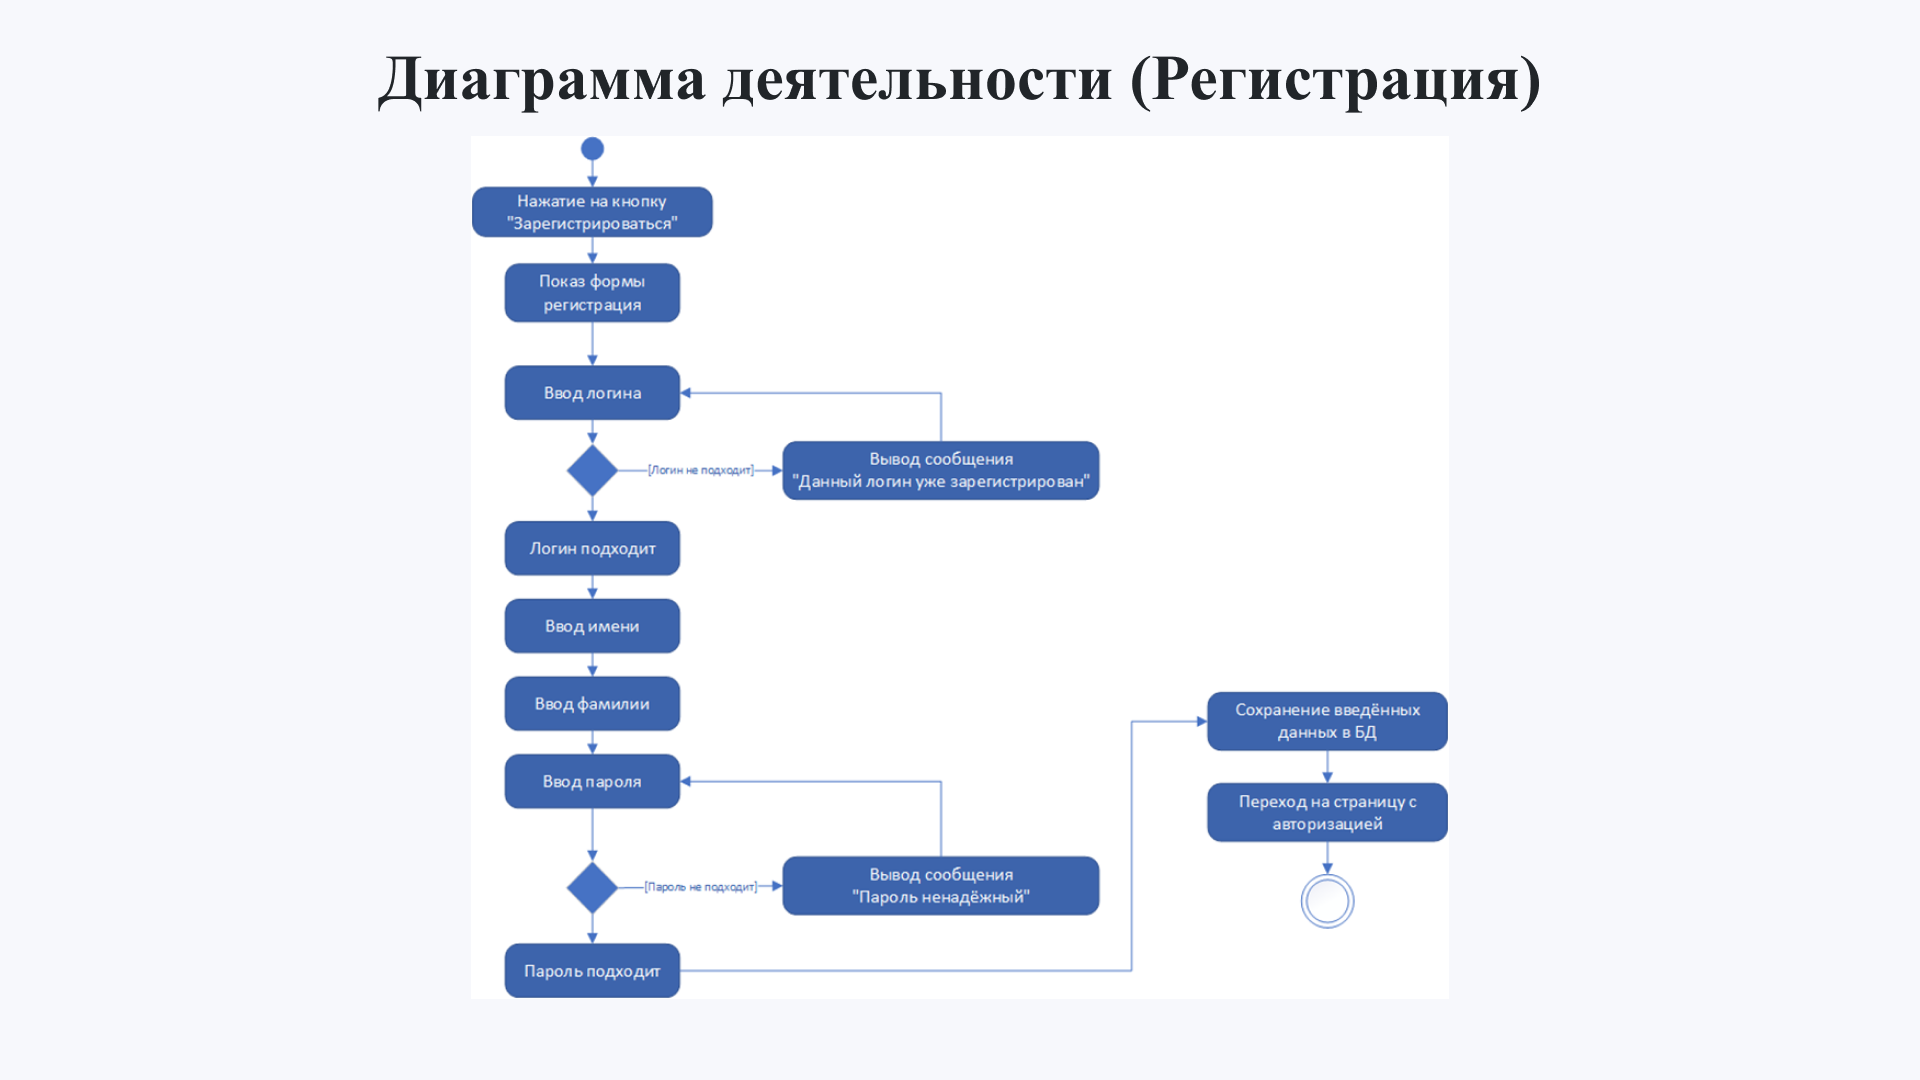 Диаграмма деятельности (Регистрация)
Нажатие на кнопку
"Зарегистрироваться"
Показ формы
регистрация
Ввод логина
[Логин не подходит]
Вывод сообщения
"Данный логин уже зарегистрирован"
Логин подходит
Ввод имени
Ввод фамилии
Ввод пароля
[Пароль не подходит]
Вывод сообщения
"Пароль ненадёжный"
Пароль подходит
Сохранение введённых
данных в БД
Переход на страницу с
авторизацией